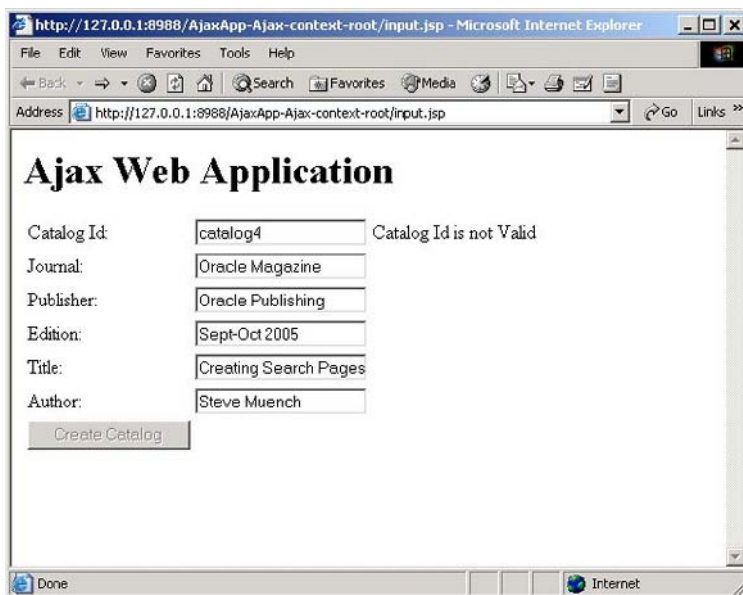 http://127.0.0.1:8988/AjaxApp-Ajax-context-root/input.jsp - Microsoft Internet Explorer
File Edit View Favorites Tools Help
Back Search Favorites Media
Address http://127.0.0.1:8988/AjaxApp-Ajax-context-root/input.jsp Go Links »
Ajax Web Application
Catalog Id: catalog4 Catalog Id is not Valid
Journal: Oracle Magazine
Publisher: Oracle Publishing
Edition: Sept-Oct 2005
Title: Creating Search Pages
Author: Steve Muench
Create Catalog
Done Internet